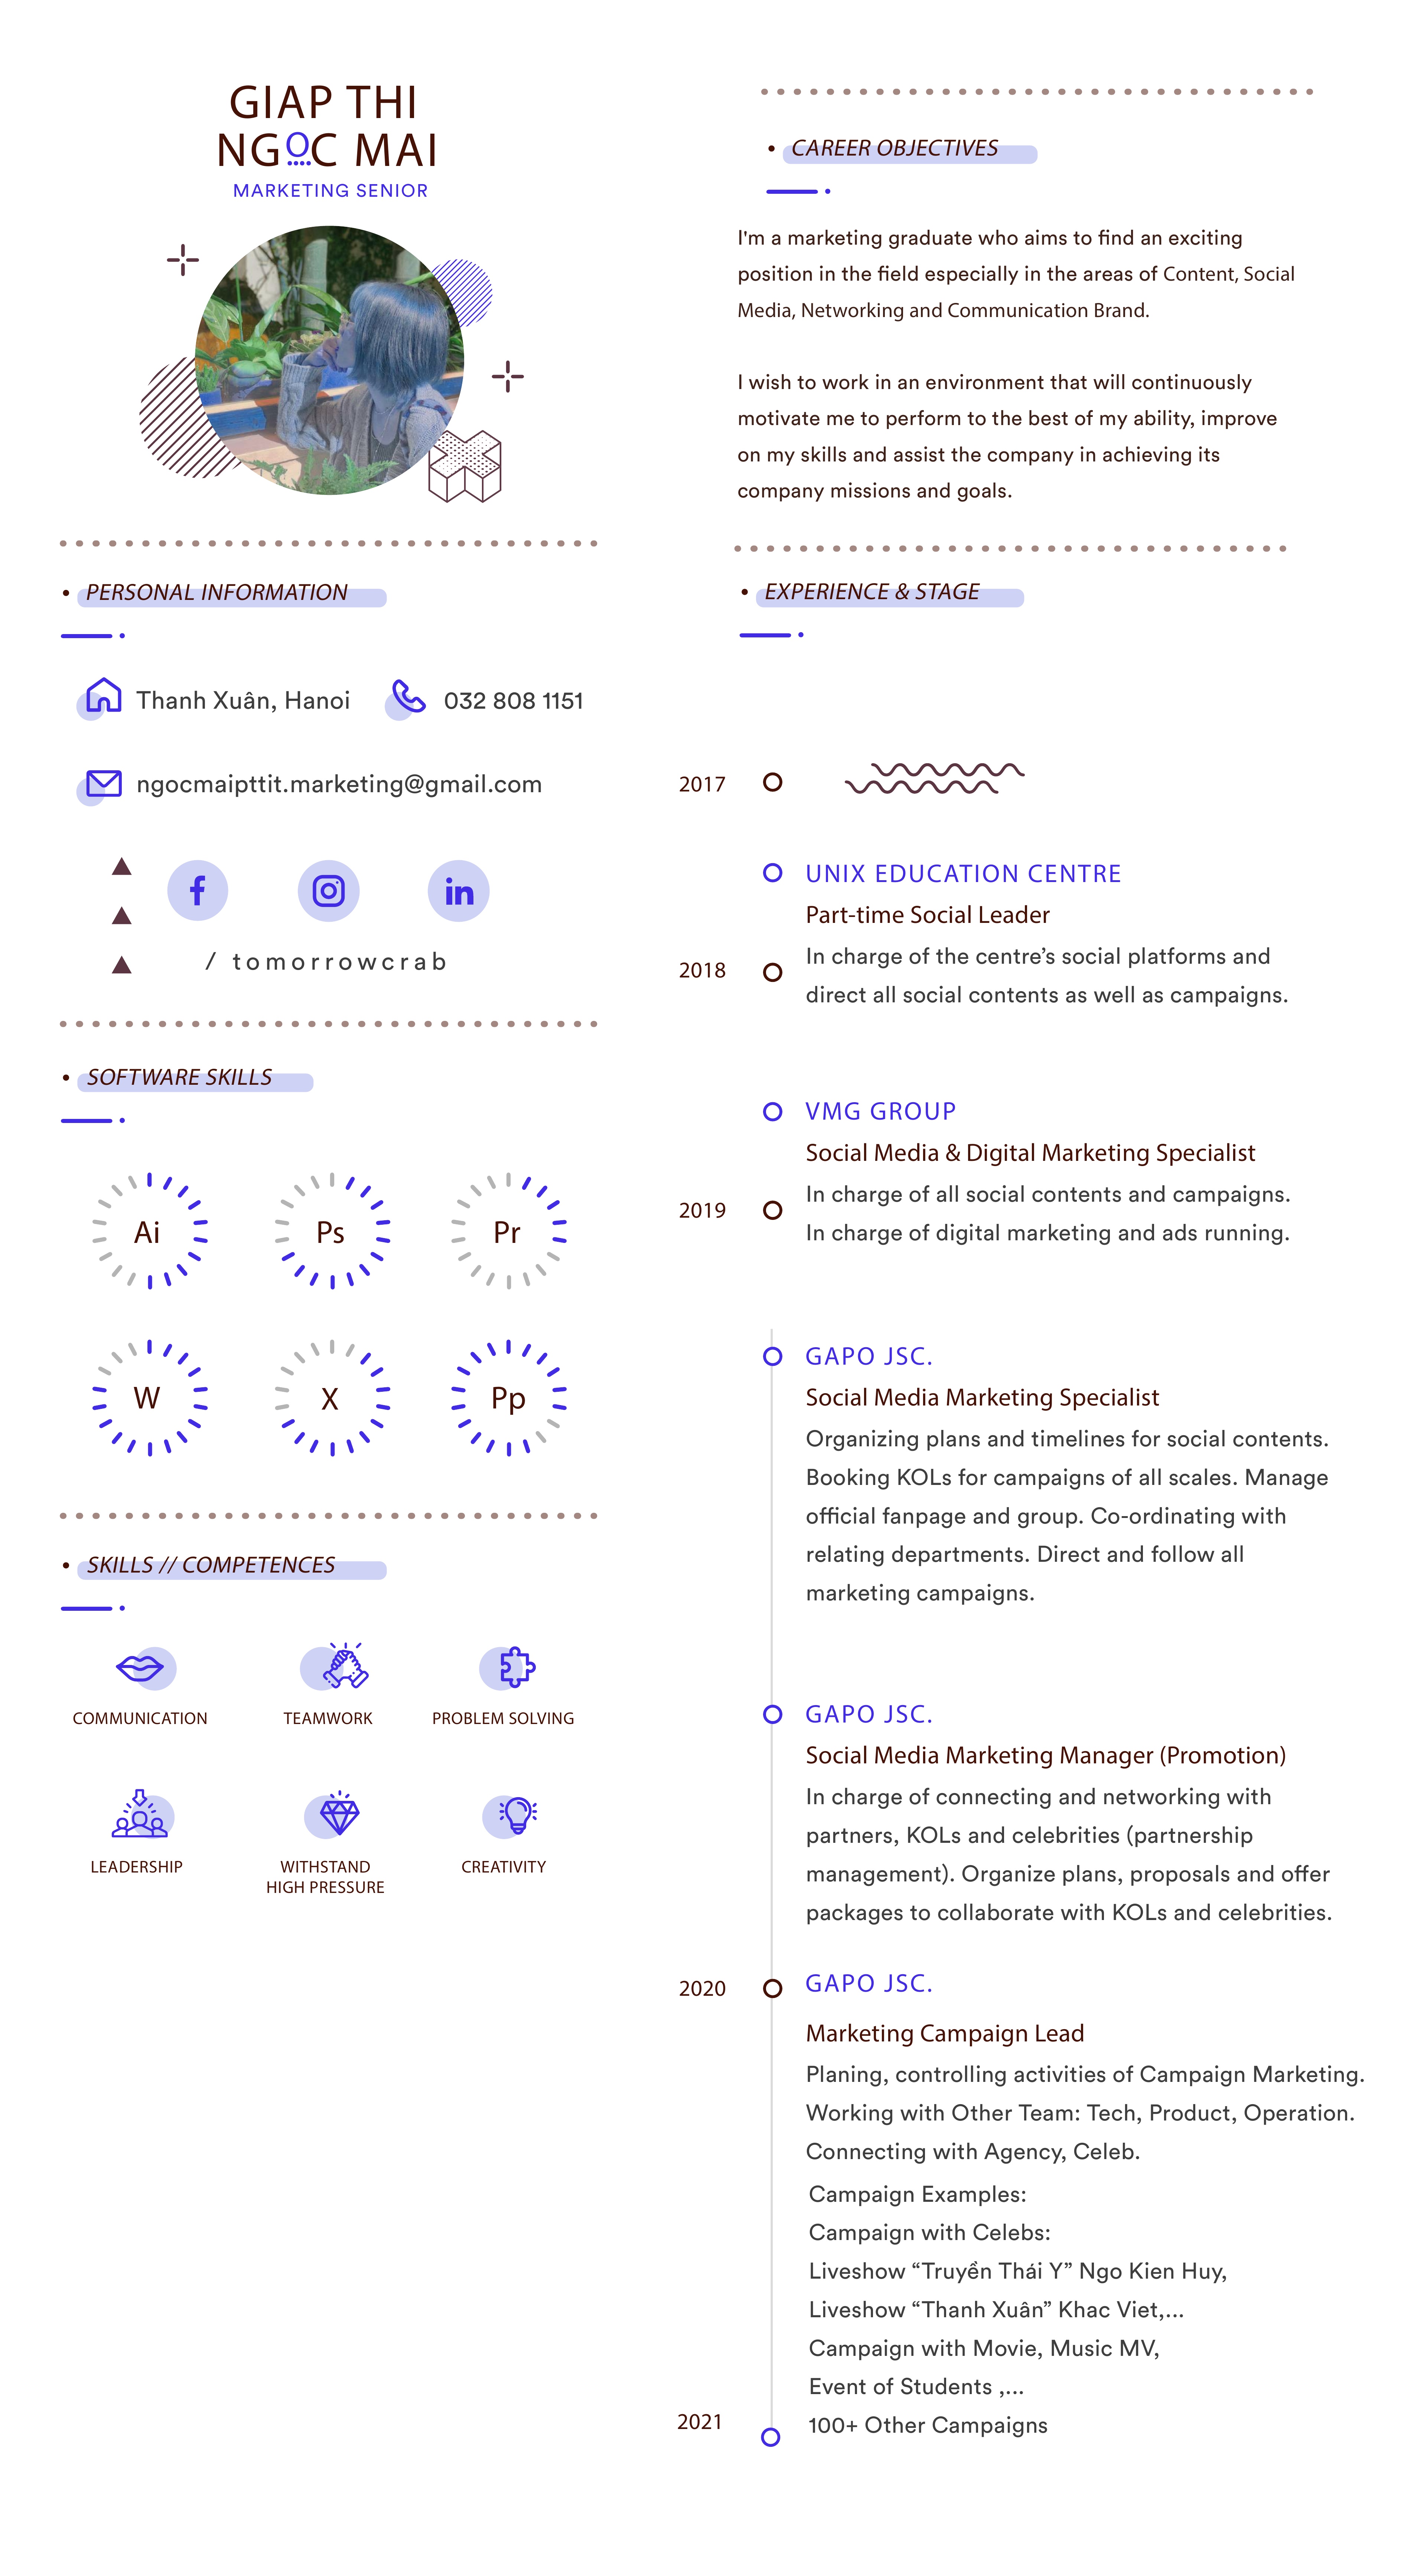 GIAP THI
NGOC MAI
MARKETING SENIOR
PERSONAL INFORMATION
Thanh Xuân, Hanoi
032 808 1151
ngocmaipttit.marketing@gmail.com
/ tomorrowcrab
SOFTWARE SKILLS
Ai Ps Pr
W X Pp
SKILLS // COMPETENCES
COMMUNICATION
TEAMWORK
PROBLEM SOLVING
LEADERSHIP
WITHSTAND
HIGH PRESSURE
CREATIVITY
CAREER OBJECTIVES
I'm a marketing graduate who aims to find an exciting
position in the field especially in the areas of Content, Social
Media, Networking and Communication Brand.
I wish to work in an environment that will continuously
motivate me to perform to the best of my ability, improve
on my skills and assist the company in achieving its
company missions and goals.
EXPERIENCE & STAGE
2017
UNIX EDUCATION CENTRE
Part-time Social Leader
In charge of the centre’s social platforms and
2018
direct all social contents as well as campaigns.
VMG GROUP
Social Media & Digital Marketing Specialist
In charge of all social contents and campaigns.
2019
In charge of digital marketing and ads running.
GAPO JSC.
Social Media Marketing Specialist
Organizing plans and timelines for social contents.
Booking KOLs for campaigns of all scales. Manage
official fanpage and group. Co-ordinating with
relating departments. Direct and follow all
marketing campaigns.
GAPO JSC.
Social Media Marketing Manager (Promotion)
In charge of connecting and networking with
partners, KOLs and celebrities (partnership
management). Organize plans, proposals and offer
packages to collaborate with KOLs and celebrities.
2020
GAPO JSC.
Marketing Campaign Lead
Planing, controlling activities of Campaign Marketing.
Working with Other Team: Tech, Product, Operation.
Connecting with Agency, Celeb.
Campaign Examples:
Campaign with Celebs:
Liveshow “Truyền Thái Y” Ngo Kien Huy,
Liveshow “Thanh Xuân” Khac Viet,...
Campaign with Movie, Music MV,
Event of Students ,...
2021
100+ Other Campaigns